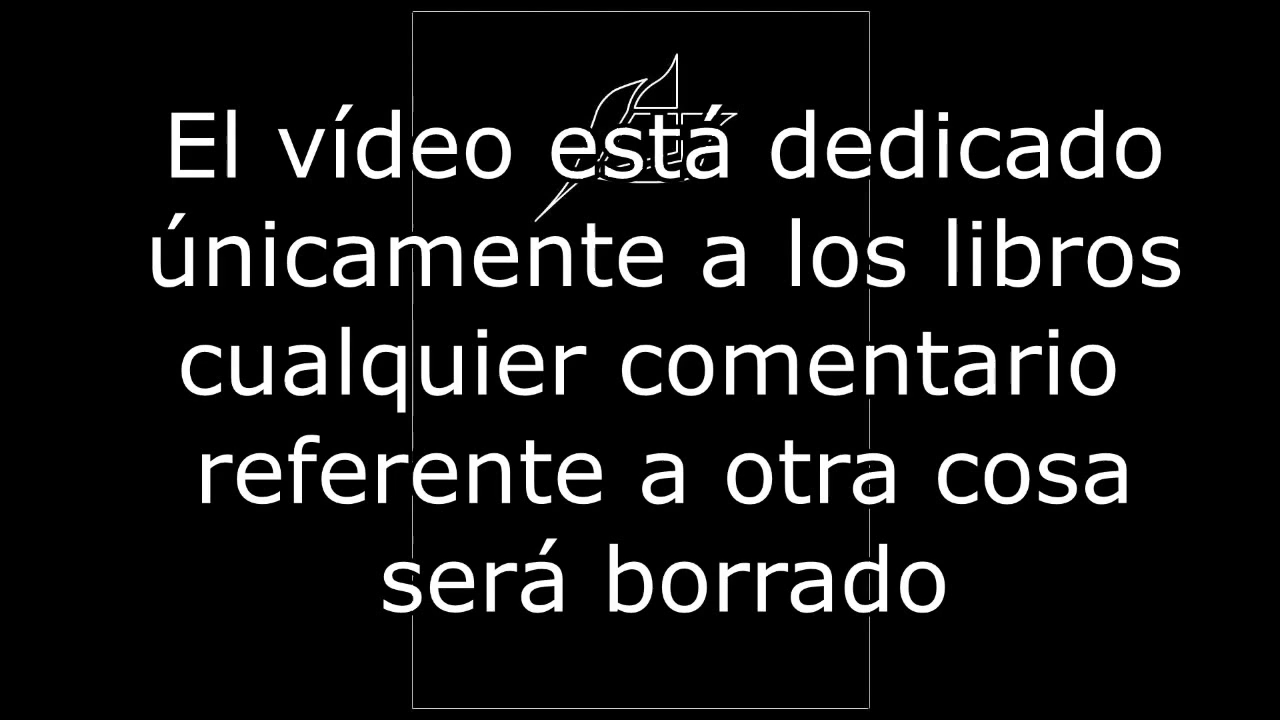 El vídeo está dedicado
únicamente a los libros
cualquier comentario
referente a otra cosa
será borrado